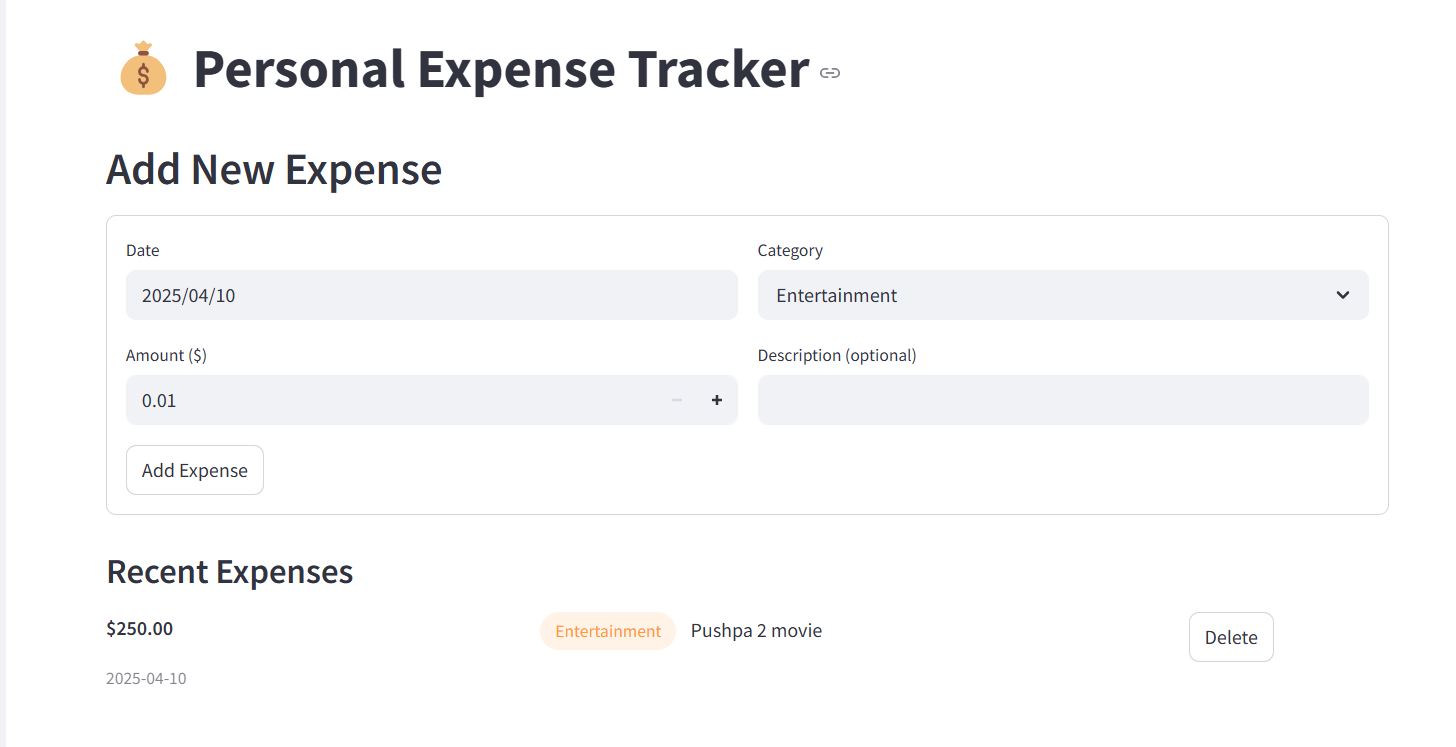 Personal Expense Tracker
Add New Expense
Date
Category
2025/04/10
Entertainment
Amount ($)
Description (optional)
0.01
Add Expense
Recent Expenses
$250.00
Entertainment
Pushpa 2 movie
Delete
2025-04-10